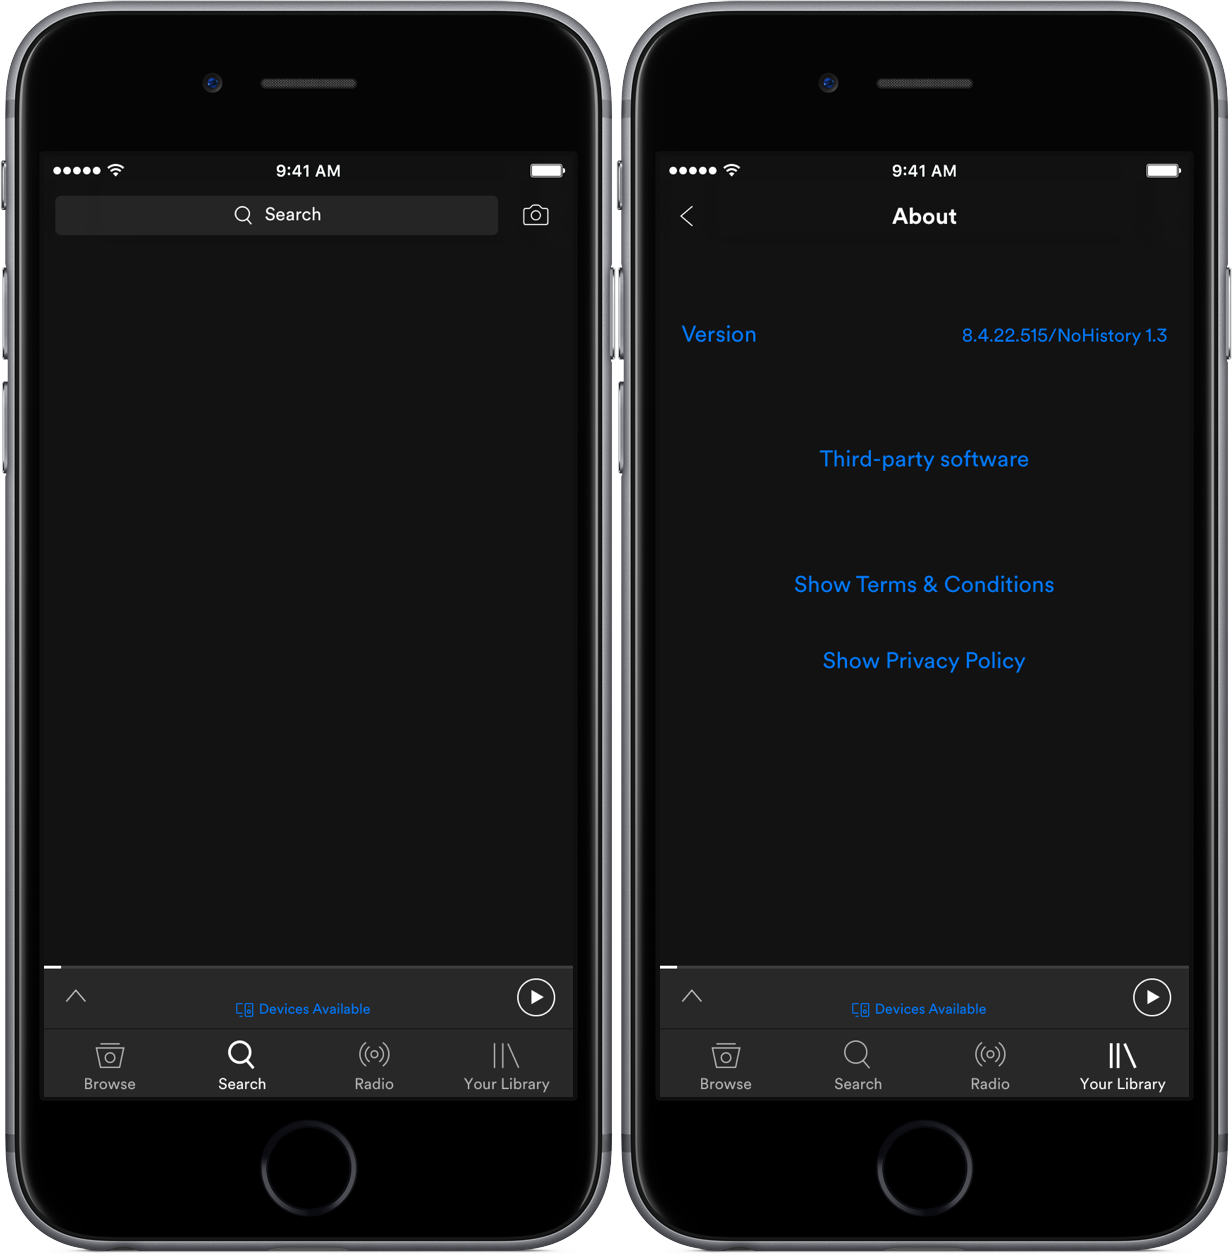 9:41 AM
Search
Devices Available
Browse
Search
Radio
Your Library
9:41 AM
About
Version
8.4.22.515/NoHistory 1.3
Third-party software
Show Terms & Conditions
Show Privacy Policy
Devices Available
Browse
Search
Radio
Your Library